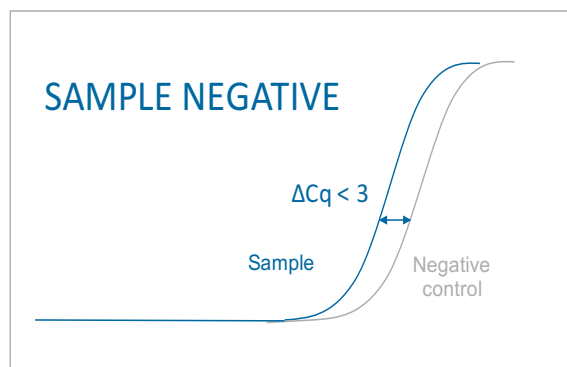 SAMPLE NEGATIVE
ΔCq < 3
Sample
Negative
control